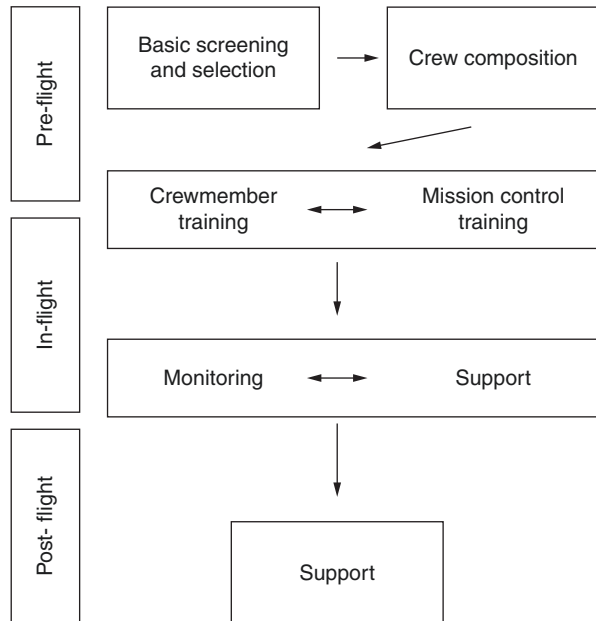 Pre-flight
Basic screening
and selection
Crew composition
Crewmember
training
Mission control
training
In-flight
Monitoring
Support
Post- flight
Support